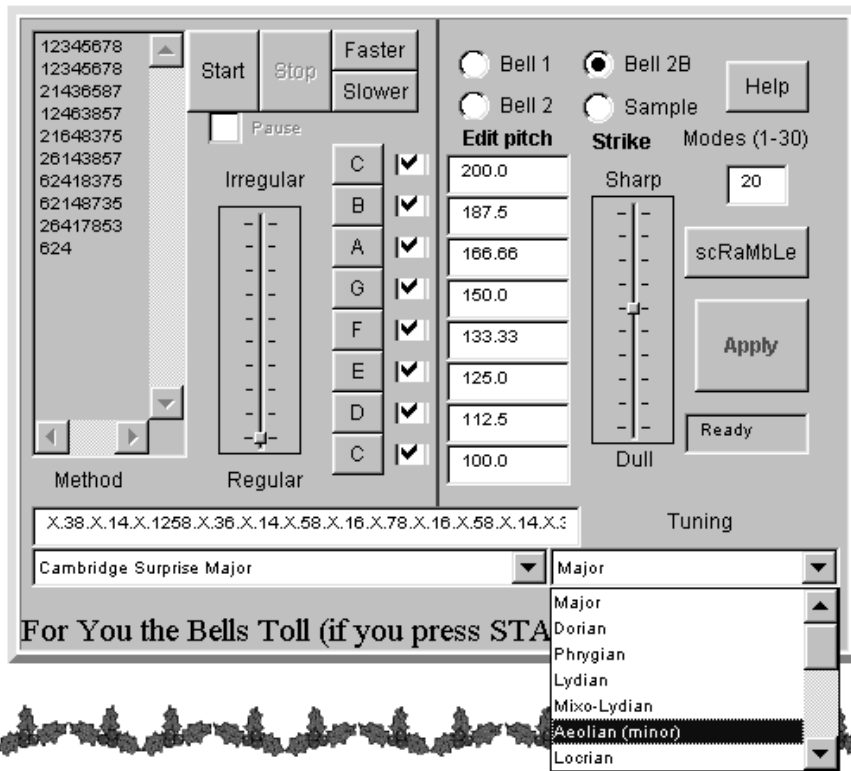 12345678
12345678
21436587
12463857
21648375
26143857
62418375
62148735
26417853
624
Method
Start
Stop
Faster
Slower
Pause
Irregular
Regular
C
B
A
G
F
E
D
C
Bell 1
Bell 2B
Bell 2
Sample
Help
Edit pitch
200.0
187.5
166.66
150.0
133.33
125.0
112.5
100.0
Strike
Sharp
Dull
Modes (1-30)
20
scRaMbLe
Apply
Ready
X.38.X.14.X.1258.X.36.X.14.X.58.X.16.X.78.X.16.X.58.X.14.X.3
Tuning
Cambridge Surprise Major
Major
For You the Bells Toll (if you press STA
Major
Dorian
Phrygian
Lydian
Mixo-Lydian
Aeolian (minor)
Locrian